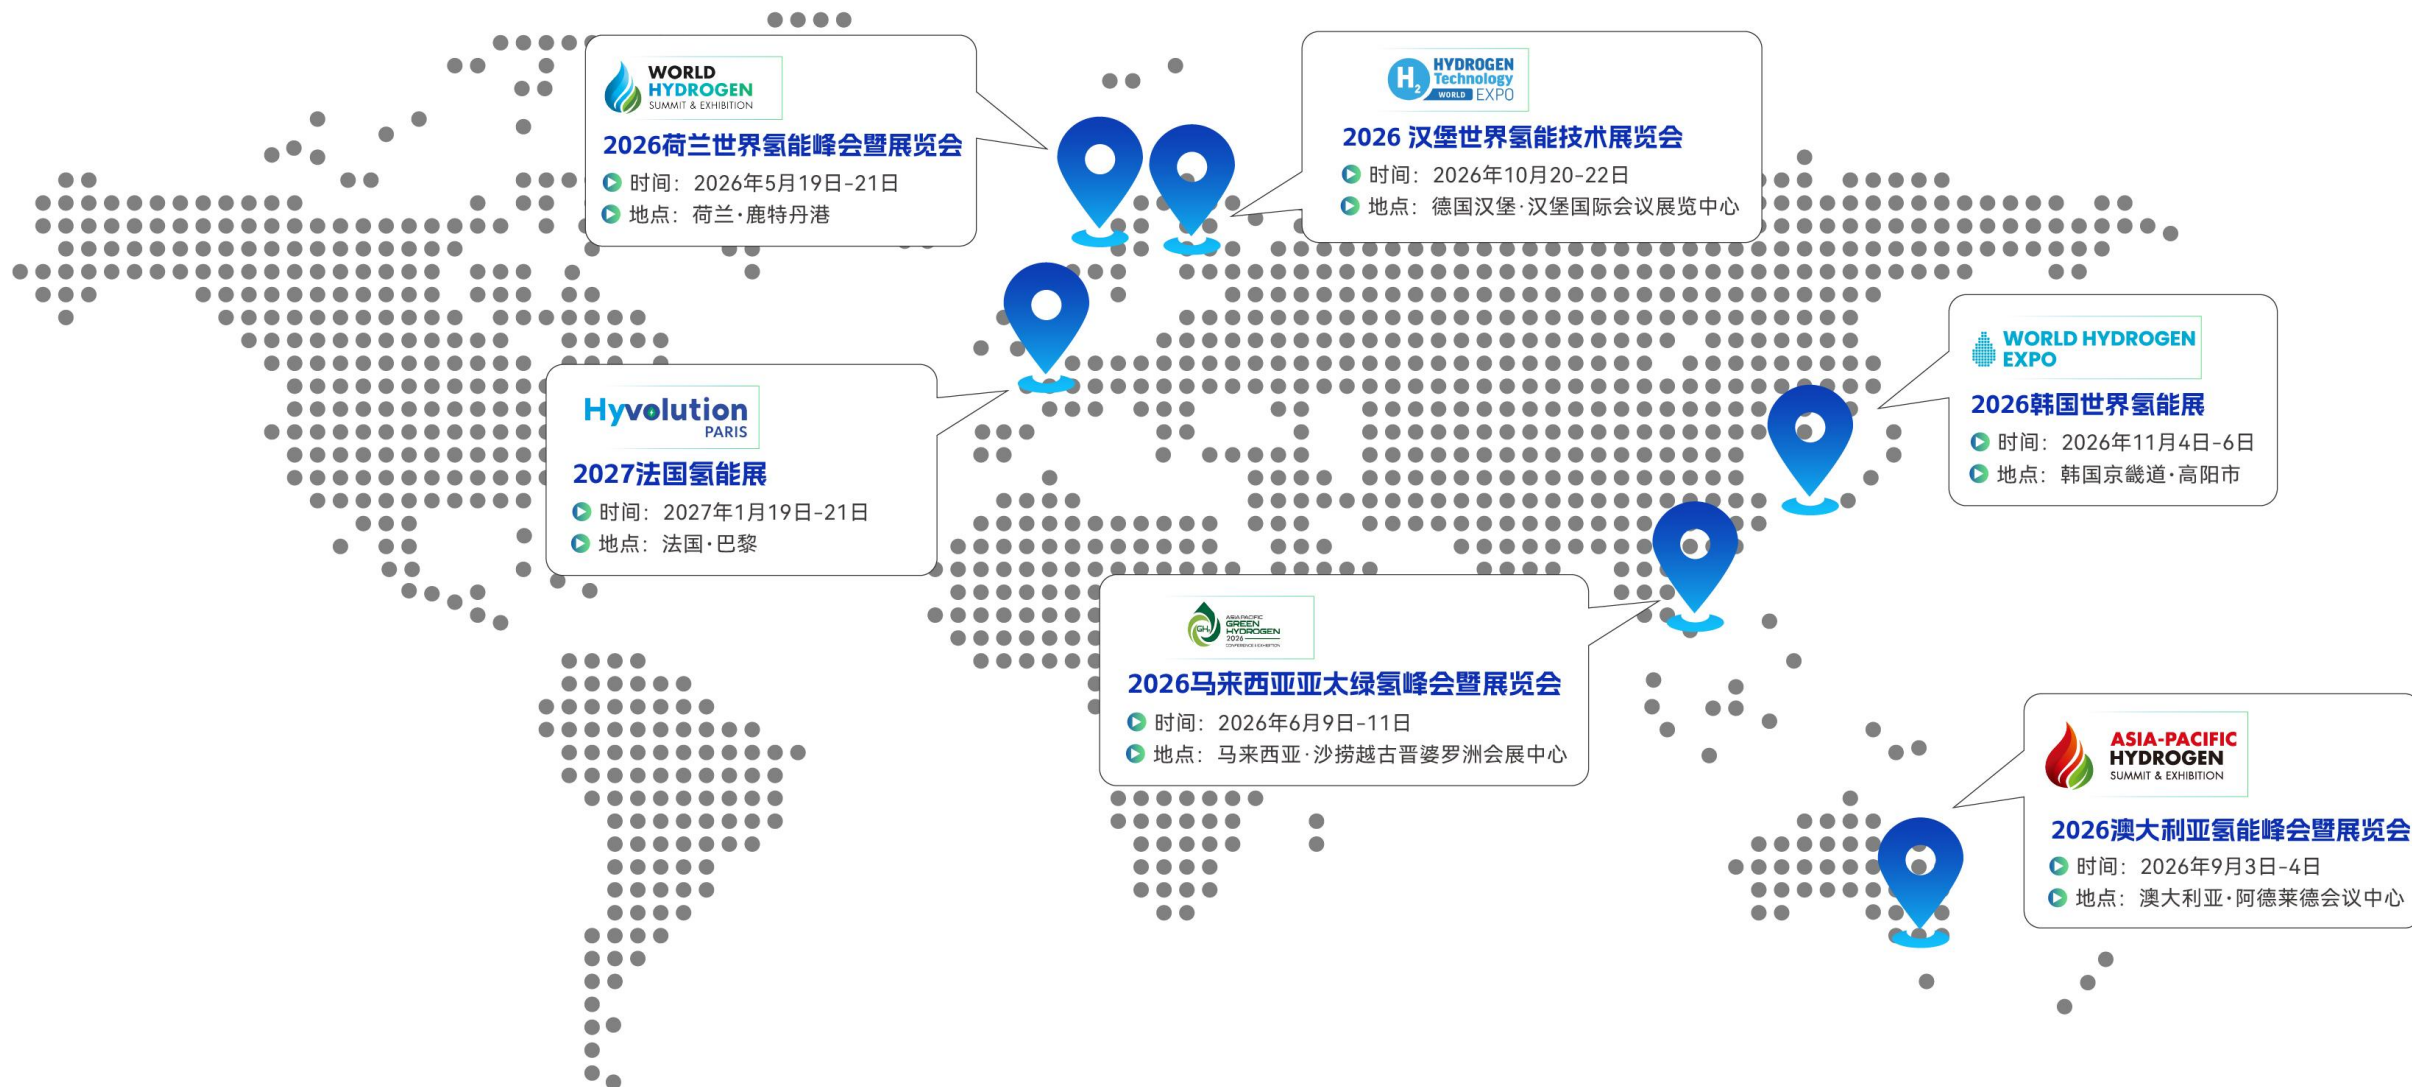 WORLD
HYDROGEN
SUMMIT & EXHIBITION
2026荷兰世界氢能峰会暨展览会
时间：2026年5月19日-21日
地点：荷兰·鹿特丹港
H2
HYDROGEN
Technology
WORLD EXPO
2026 汉堡世界氢能技术展览会
时间：2026年10月20-22日
地点：德国汉堡·汉堡国际会议展览中心
WORLD HYDROGEN
EXPO
2026韩国世界氢能展
时间：2026年11月4日-6日
地点：韩国京畿道·高阳市
Hyvolution
PARIS
2027法国氢能展
时间：2027年1月19日-21日
地点：法国·巴黎
ASIA-PACIFIC
GREEN
HYDROGEN
2026
CONFERENCE & EXHIBITION
2026马来西亚亚太绿氢峰会暨展览会
时间：2026年6月9日-11日
地点：马来西亚·沙捞越古晋婆罗洲会展中心
ASIA-PACIFIC
HYDROGEN
SUMMIT & EXHIBITION
2026澳大利亚氢能峰会暨展览会
时间：2026年9月3日-4日
地点：澳大利亚·阿德莱德会议中心